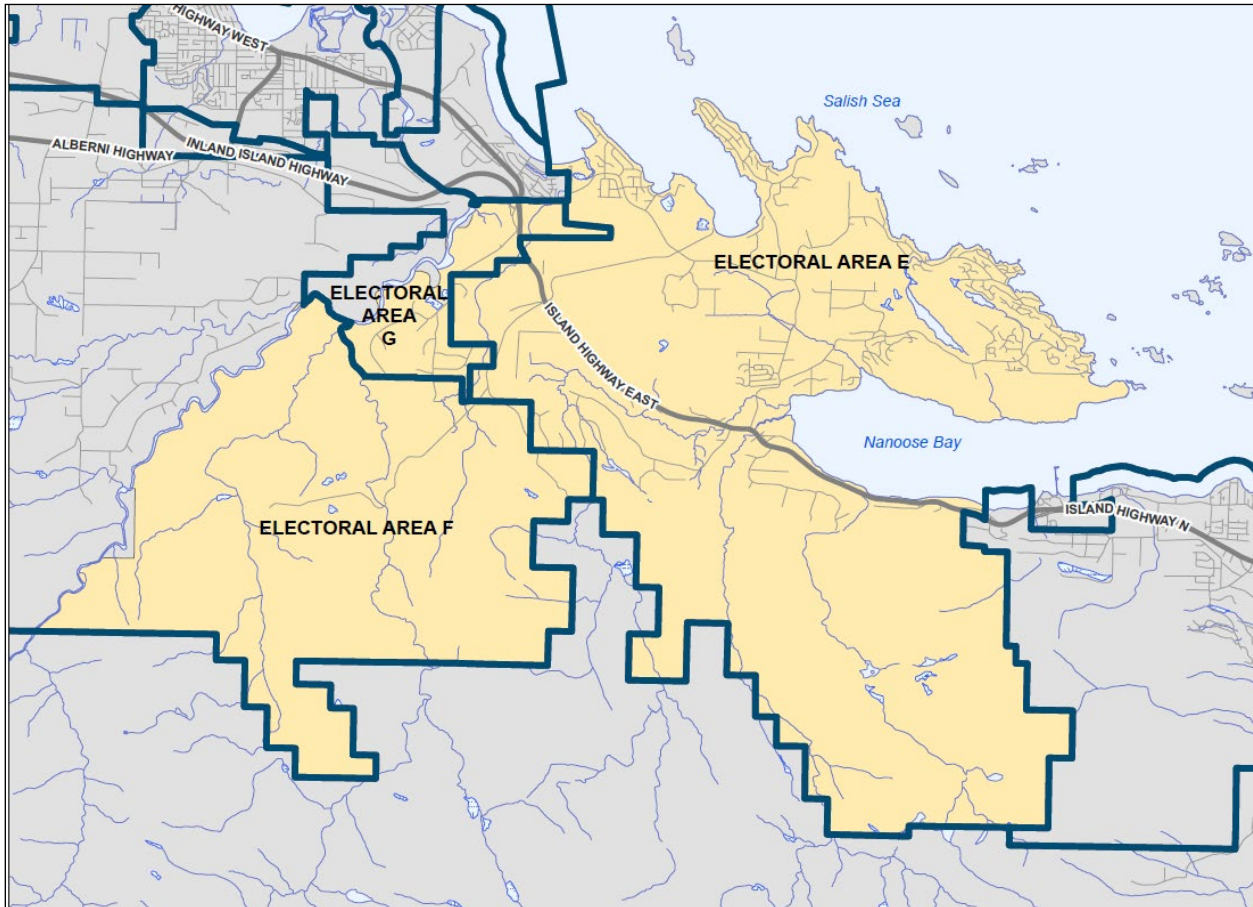 HIGHWAY WEST
Salish Sea
ALBERNI HIGHWAY
INLAND ISLAND HIGHWAY
ELECTORAL AREA E
ELECTORAL
AREA
G
ISLAND HIGHWAY EAST
Nanoose Bay
ISLAND HIGHWAY N
ELECTORAL AREA F